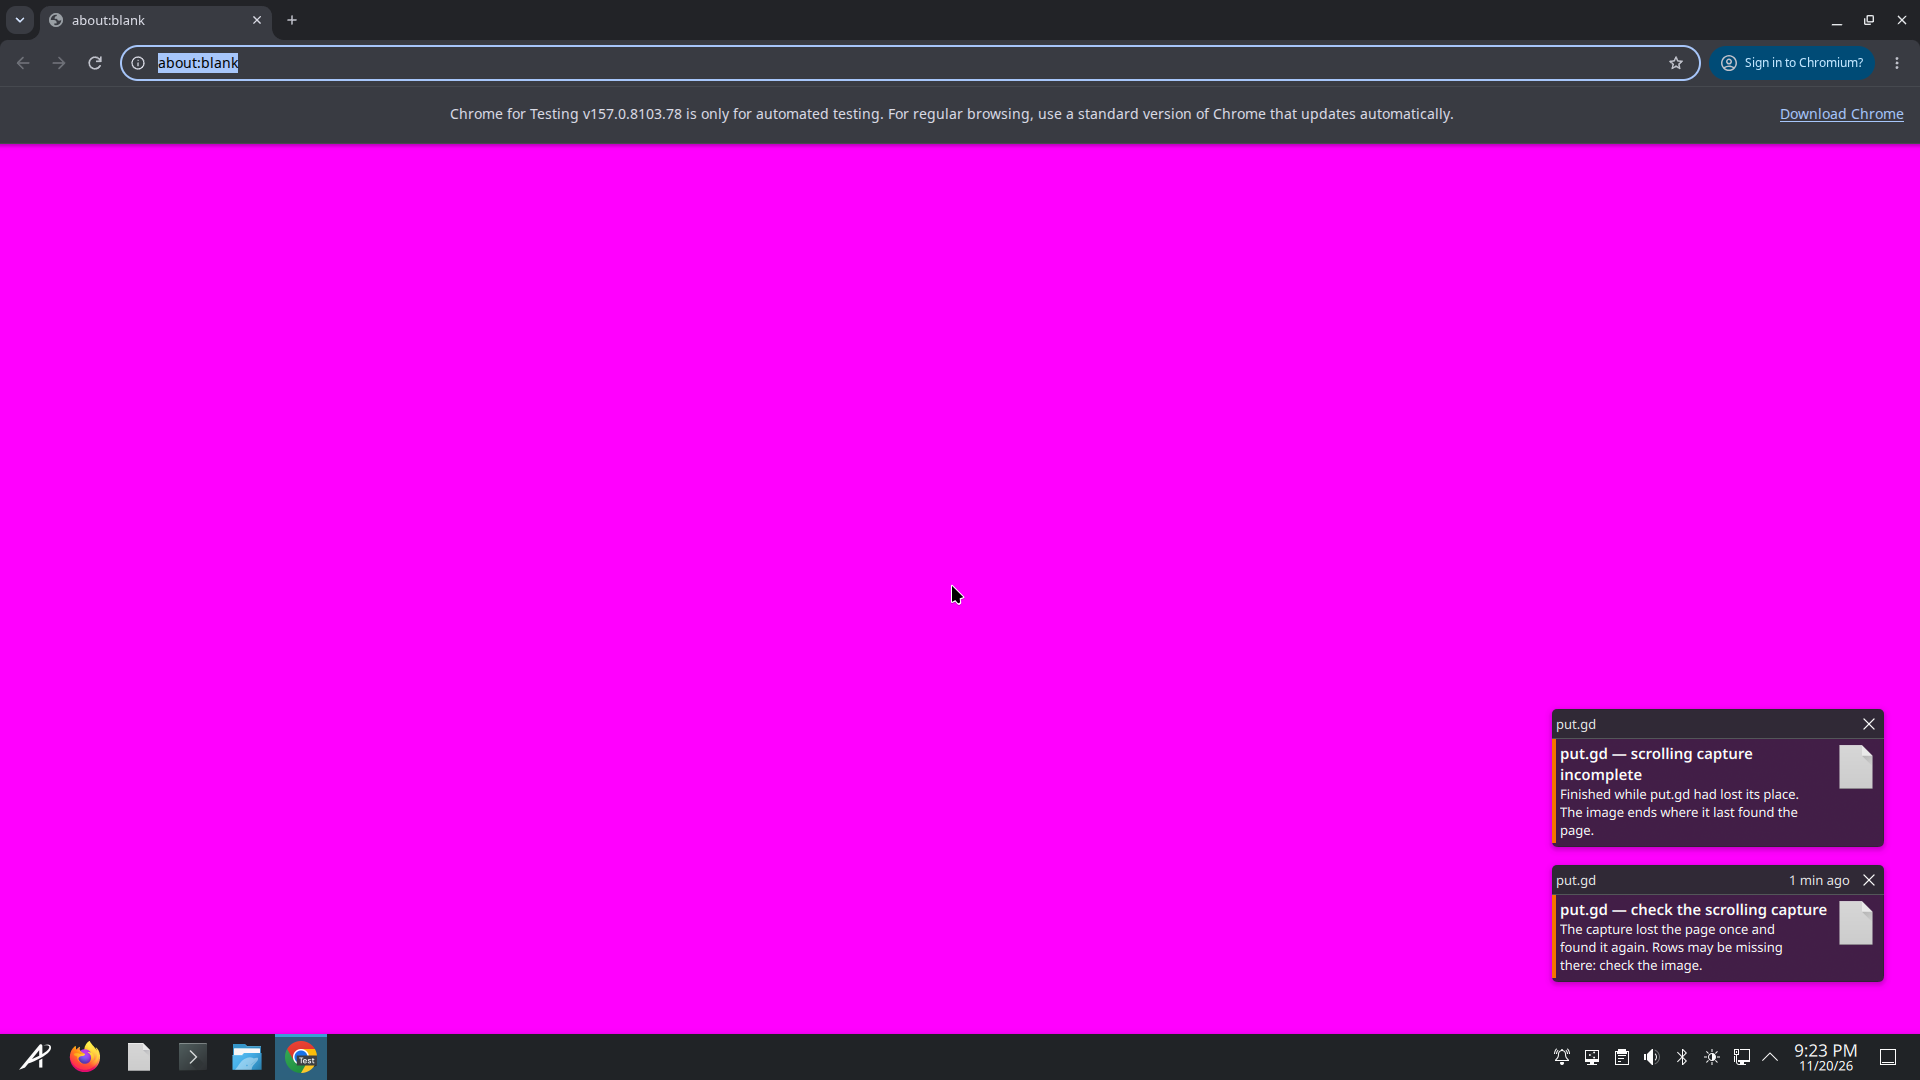 about:blank
about:blank
Sign in to Chromium?
Chrome for Testing v157.0.8103.78 is only for automated testing. For regular browsing, use a standard version of Chrome that updates automatically.
Download Chrome
put.gd
put.gd — scrolling capture
incomplete
Finished while put.gd had lost its place.
The image ends where it last found the
page.
put.gd 1 min ago
put.gd — check the scrolling capture
The capture lost the page once and
found it again. Rows may be missing
there: check the image.
Test
9:23 PM
11/20/26